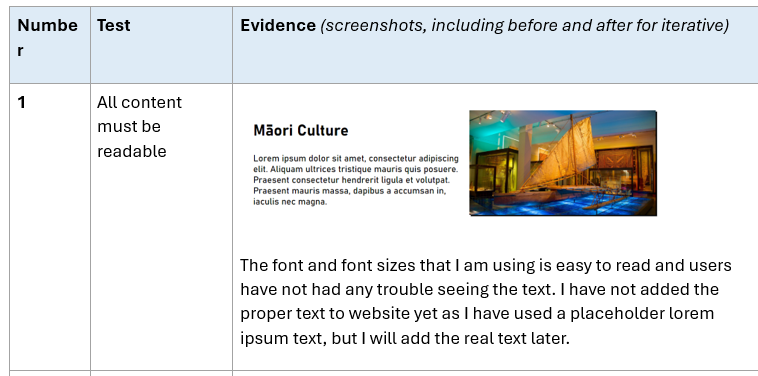 Numbe
r
Test
Evidence (screenshots, including before and after for iterative)
1
All content
must be
readable
Māori Culture
Lorem ipsum dolor sit amet, consectetur adipiscing
elit. Aliquam ultrices tristique mauris quis posuere.
Praesent consectetur hendrerit ligula et volutpat.
Praesent mauris massa, dapibus a accumsan in,
iaculis nec magna.
The font and font sizes that I am using is easy to read and users
have not had any trouble seeing the text. I have not added the
proper text to website yet as I have used a placeholder lorem
ipsum text, but I will add the real text later.